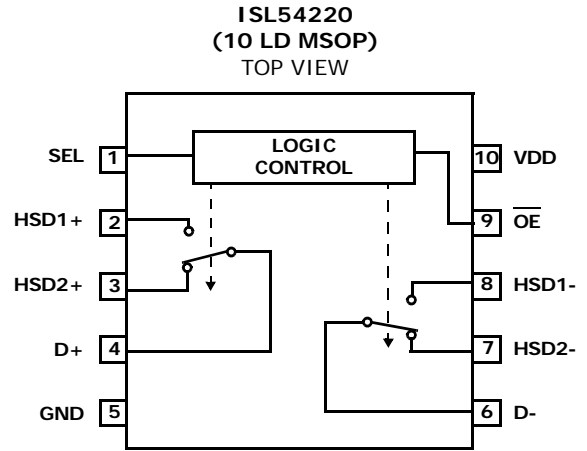 ISL54220
(10 LD MSOP)
TOP VIEW
SEL 1
LOGIC
CONTROL
10 VDD
HSD1+ 2
9 OE
HSD2+ 3
8 HSD1-
D+ 4
7 HSD2-
GND 5
6 D-